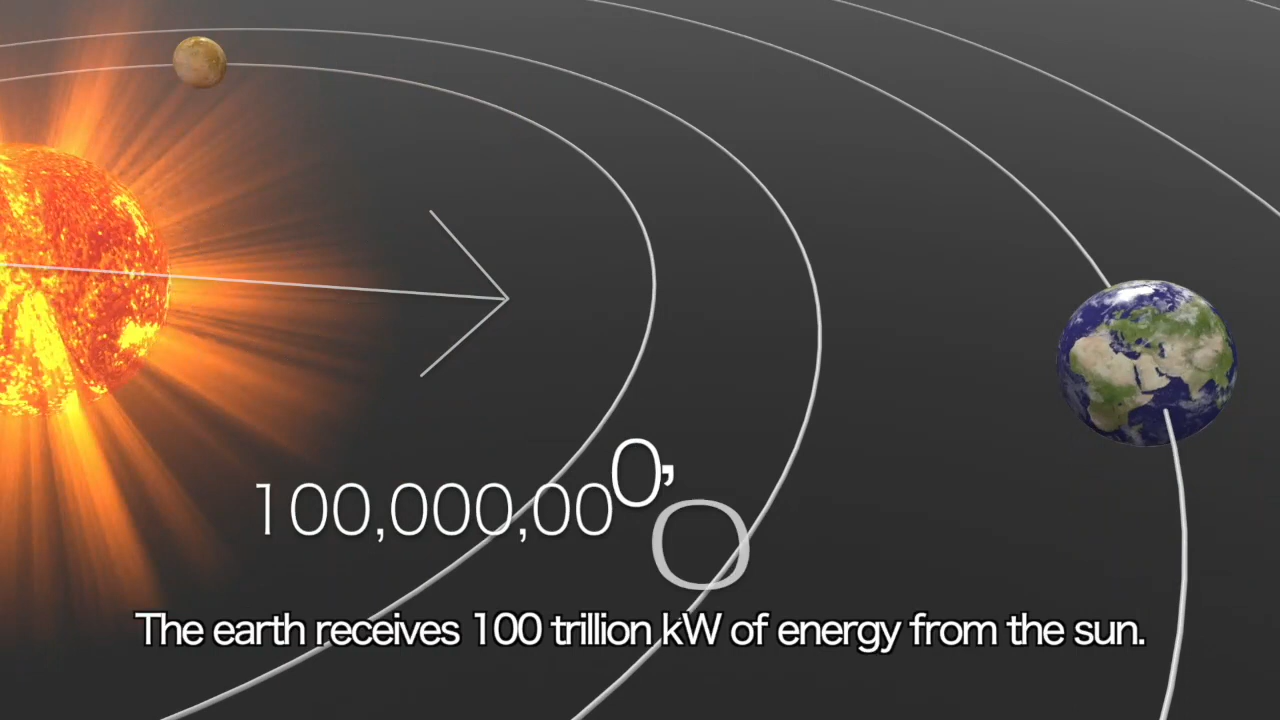 100,000,000,0
The earth receives 100 trillion kW of energy from the sun.